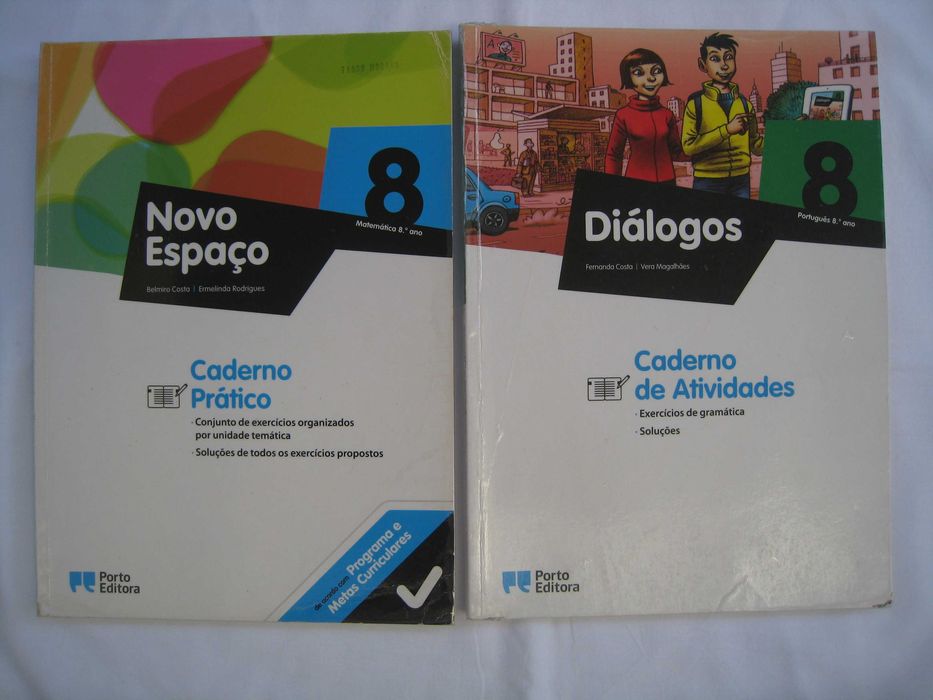 8
Matemática 8.º ano
Novo
Espaço
Belmiro Costa | Ermelinda Rodrigues
Caderno
Prático
· Conjunto de exercícios organizados
por unidade temática
· Soluções de todos os exercícios propostos
de acordo com Programa e
Metas Curriculares
Porto
Editora
8
Português 8.º ano
Diálogos
Fernanda Costa | Vera Magalhães
Caderno
de Atividades
· Exercícios de gramática
· Soluções
Porto
Editora